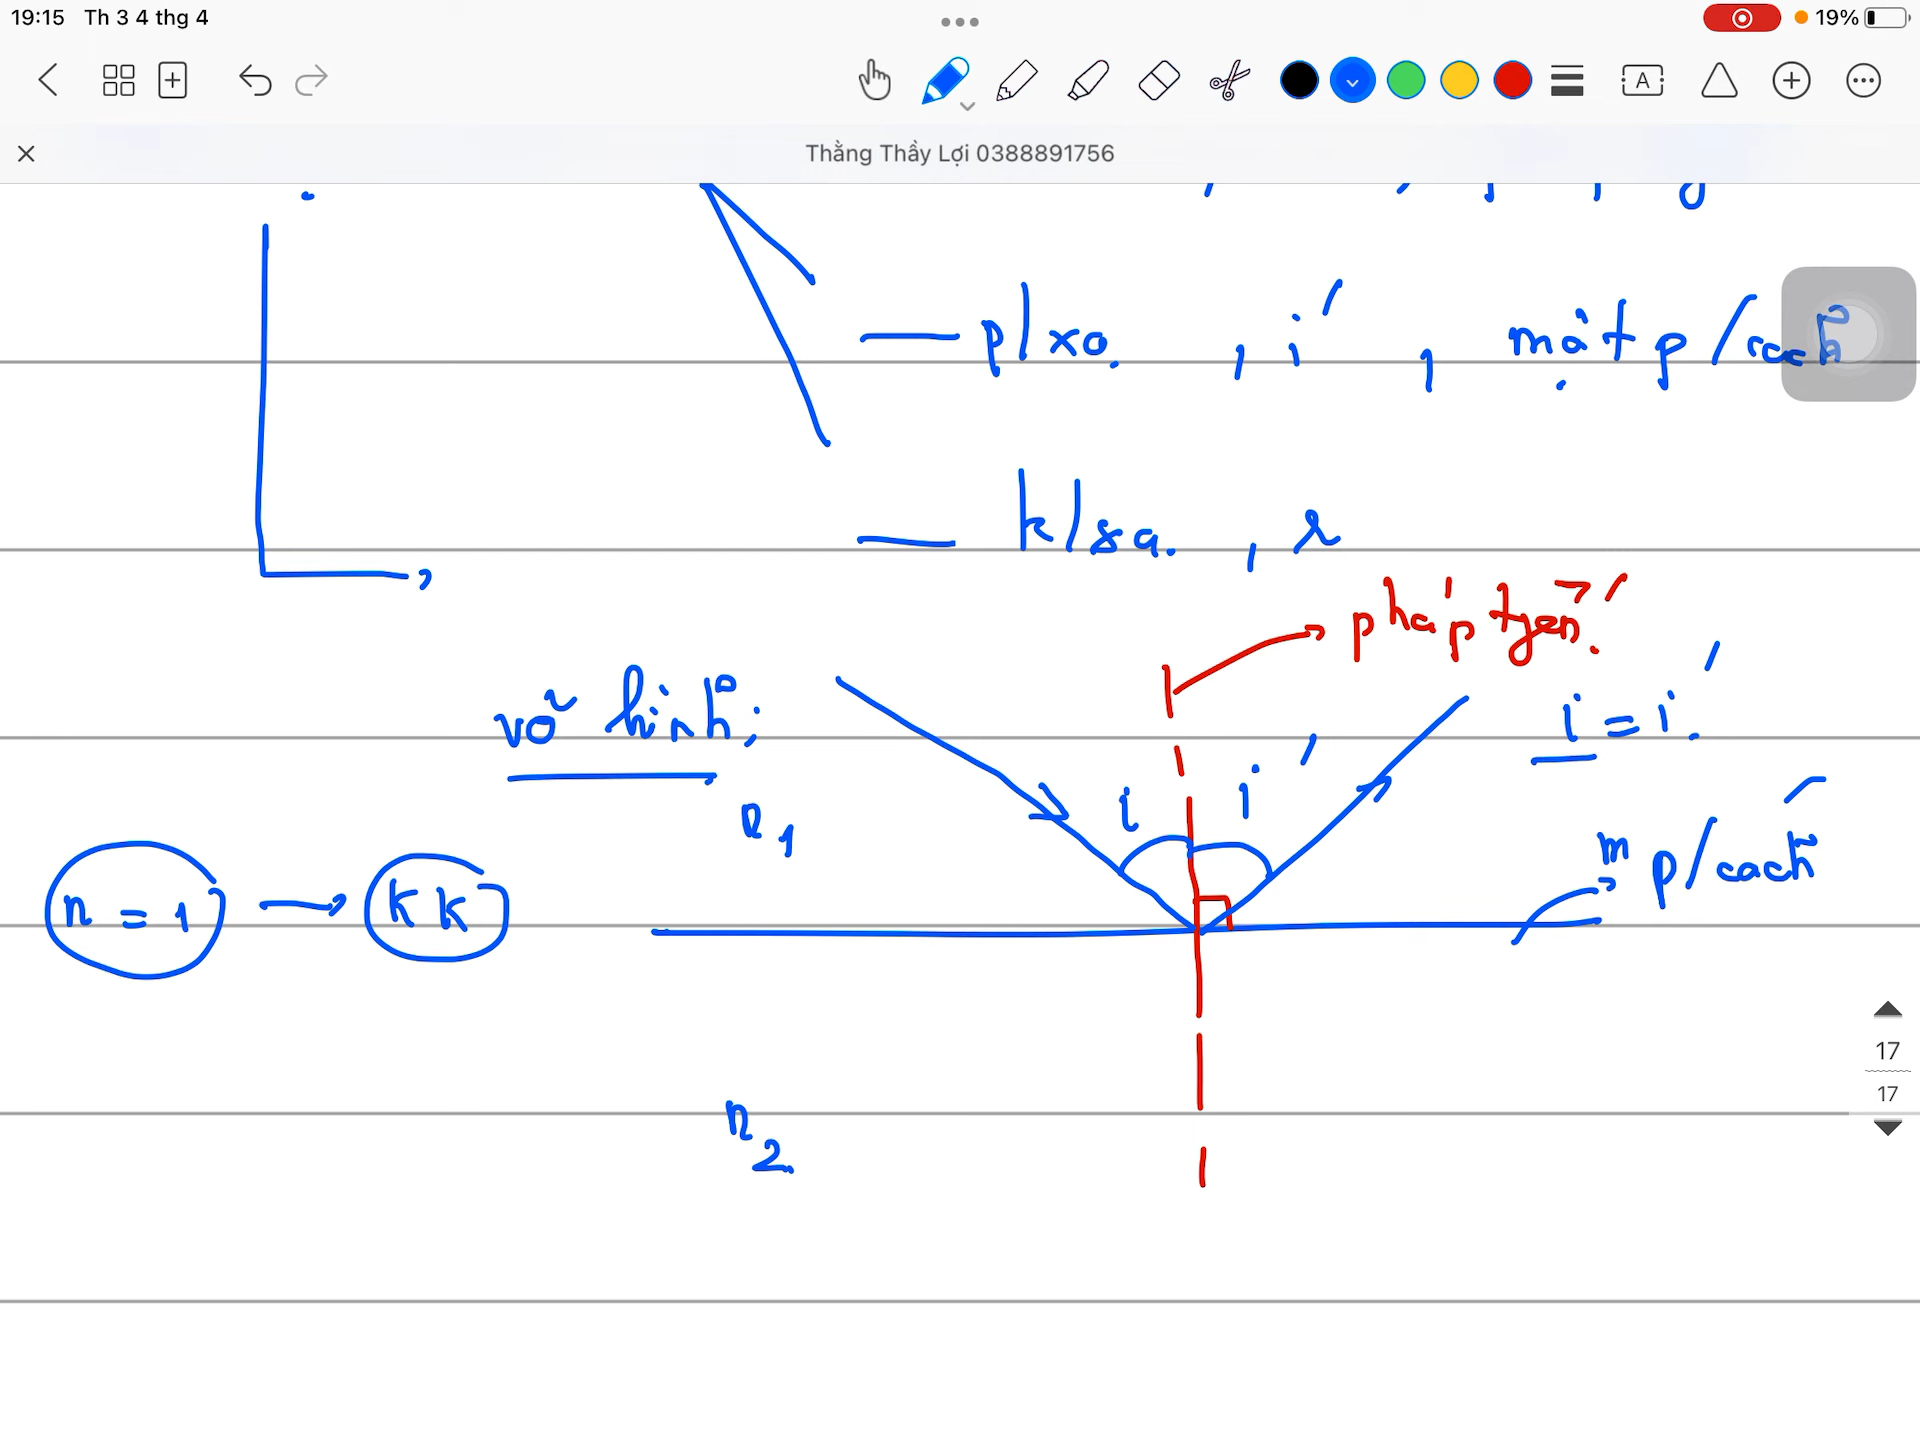 19:15 Th 3 4 thg 4
19%
A
Thằng Thầy Lợi 0388891756
— p/xạ , i' , mặt p/cách
— k/xạ , r
pháp tuyến
vẽ hình:
i i' i = i'
n1
n = 1 → KK
m p/cách
17
17
n2